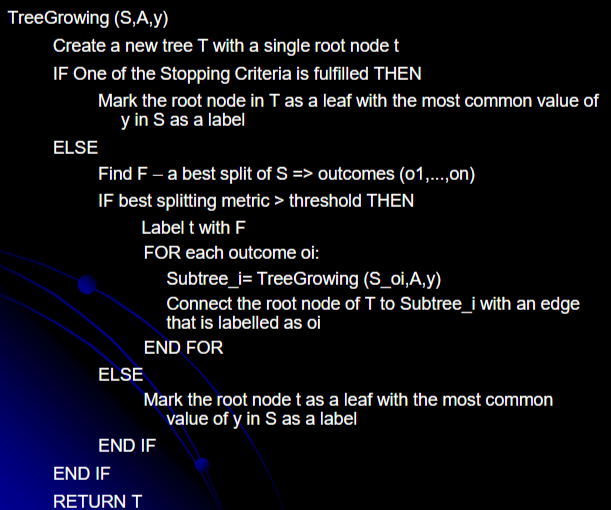 TreeGrowing (S,A,y)
Create a new tree T with a single root node t
IF One of the Stopping Criteria is fulfilled THEN
Mark the root node in T as a leaf with the most common value of
y in S as a label
ELSE
Find F – a best split of S => outcomes (o1,...,on)
IF best splitting metric > threshold THEN
Label t with F
FOR each outcome oi:
Subtree_i= TreeGrowing (S_oi,A,y)
Connect the root node of T to Subtree_i with an edge
that is labelled as oi
END FOR
ELSE
Mark the root node t as a leaf with the most common
value of y in S as a label
END IF
END IF
RETURN T